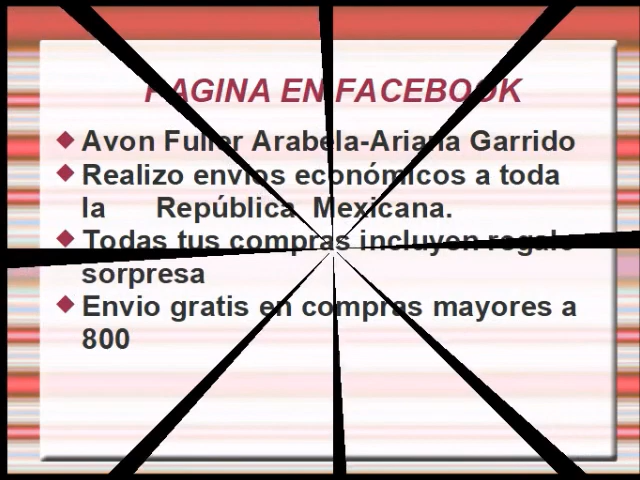 PAGINA EN FACEBOOK
Avon Fuller Arabela-Ariana Garrido
Realizo envios económicos a toda
la República Mexicana.
Todas tus compras incluyen regalo
sorpresa
Envio gratis en compras mayores a
800